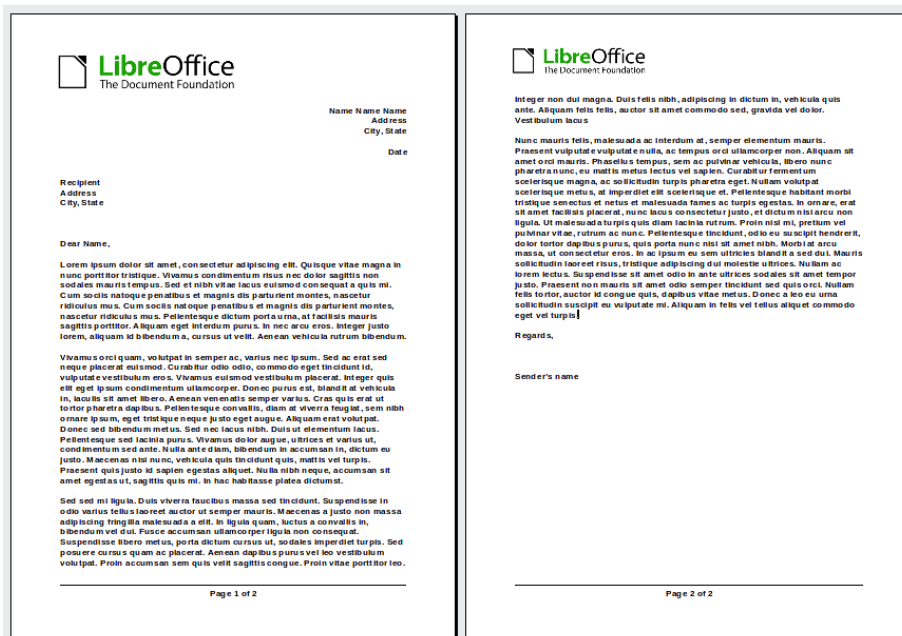 LibreOffice
The Document Foundation
Name Name Name
Address
City, State
Date
Recipient
Address
City, State
Dear Name,
Lorem ipsum dolor sit amet, consectetur adipiscing elit. Quisque vitae magna in
nunc porttitor tristique. Vivamus condimentum risus nec dolor sagittis non
sodales mauris tempus. Sed et nibh vitae lacus euismod consequat a quis mi.
Cum sociis natoque penatibus et magnis dis parturient montes, nascetur
ridiculus mus. Cum sociis natoque penatibus et magnis dis parturient montes,
nascetur ridiculus mus. Pellentesque dictum porta urna, at facilisis mauris
sagittis porttitor. Aliquam eget interdum purus. In nec arcu eros. Integer justo
lorem, aliquam id bibendum a, cursus ut velit. Aenean vehicula rutrum bibendum.
Vivamus orci quam, volutpat in semper ac, varius nec ipsum. Sed ac erat sed
neque placerat euismod. Curabitur odio odio, commodo eget tincidunt id,
vulputate vestibulum eros. Vivamus euismod vestibulum placerat. Integer quis
elit eget ipsum condimentum ullamcorper. Donec purus est, blandit at vehicula
in, iaculis sit amet libero. Aenean venenatis semper varius. Cras quis erat ut
tortor pharetra dapibus. Pellentesque convallis, diam at viverra feugiat, sem nibh
ornare ipsum, eget tristique neque justo eget augue. Aliquam erat volutpat.
Donec sed bibendum metus. Sed nec lacus nibh. Duis ut elementum lacus.
Pellentesque sed lacinia purus. Vivamus dolor augue, ultrices et varius ut,
condimentum sed ante. Nulla ante diam, bibendum in accumsan in, dictum eu
justo. Maecenas nisi nunc, vehicula quis tincidunt quis, mattis vel turpis.
Praesent quis justo id sapien egestas aliquet. Nulla nibh neque, accumsan sit
amet egestas ut, sagittis quis mi. In hac habitasse platea dictumst.
Sed sed mi ligula. Duis viverra faucibus massa sed tincidunt. Suspendisse in
odio varius tellus laoreet auctor ut semper mauris. Maecenas a justo non massa
adipiscing fringilla malesuada a elit. In ligula quam, luctus a convallis in,
bibendum vel dui. Fusce accumsan ullamcorper ligula non consequat.
Suspendisse libero metus, porta dictum cursus ut, sodales imperdiet turpis. Sed
posuere cursus quam ac placerat. Aenean dapibus purus vel leo vestibulum
volutpat. Proin accumsan sem quis velit sagittis congue. Proin vitae porttitor leo.
Page 1 of 2
LibreOffice
The Document Foundation
Integer non dui magna. Duis felis nibh, adipiscing in dictum in, vehicula quis
ante. Aliquam felis felis, auctor sit amet commodo sed, gravida vel dolor.
Vestibulum lacus
Nunc mauris felis, malesuada ac interdum at, semper elementum mauris.
Praesent vulputate vulputate nulla, ac tempus orci ullamcorper non. Aliquam sit
amet orci mauris. Phasellus tempus, sem ac pulvinar vehicula, libero nunc
pharetra nunc, eu mattis metus lectus vel sapien. Curabitur fermentum
scelerisque magna, ac sollicitudin turpis pharetra eget. Nullam volutpat
scelerisque metus, at imperdiet elit scelerisque et. Pellentesque habitant morbi
tristique senectus et netus et malesuada fames ac turpis egestas. In ornare, erat
sit amet facilisis placerat, nunc lacus consectetur justo, et dictum nisi arcu non
ligula. Ut malesuada turpis quis diam lacinia rutrum. Proin nisl mi, pretium vel
pulvinar vitae, rutrum ac nunc. Pellentesque tincidunt, odio eu suscipit hendrerit,
dolor tortor dapibus purus, quis porta nunc nisi sit amet nibh. Morbi at arcu
massa, ut consectetur eros. In ac ipsum eu sem ultricies blandit a sed dui. Mauris
sollicitudin laoreet risus, tristique adipiscing dui molestie ultrices. Nullam ac
lorem lectus. Suspendisse sit amet odio in ante ultrices sodales sit amet tempor
justo. Praesent non mauris sit amet odio semper tincidunt sed quis orci. Nullam
felis tortor, auctor id congue quis, dapibus vitae metus. Donec a leo eu urna
sollicitudin suscipit eu vulputate mi. Aliquam in felis vel tellus aliquet commodo
eget vel turpis.
Regards,
Sender's name
Page 2 of 2